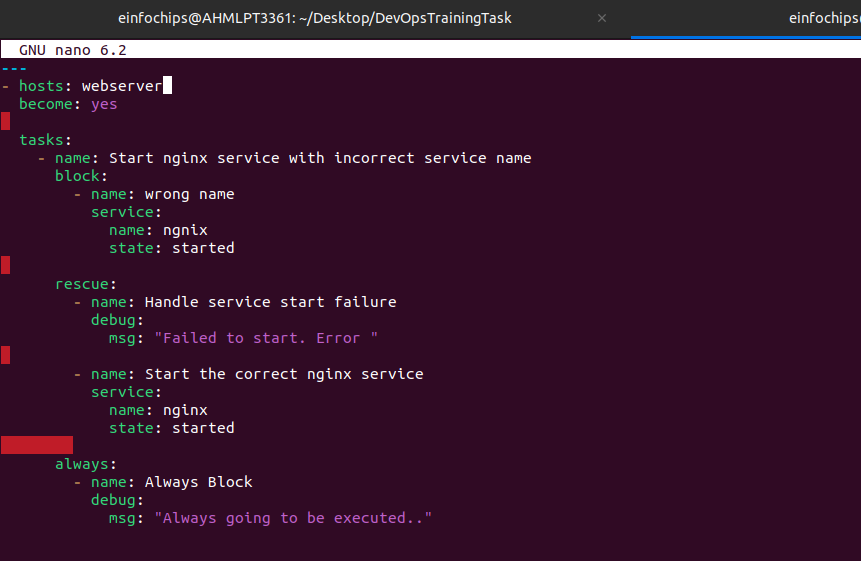 einfochips@AHMLPT3361: ~/Desktop/DevOpsTrainingTask × einfochips
GNU nano 6.2
---
- hosts: webserver
  become: yes

  tasks:
    - name: Start nginx service with incorrect service name
      block:
        - name: wrong name
          service:
            name: ngnix
            state: started

      rescue:
        - name: Handle service start failure
          debug:
            msg: "Failed to start. Error "

        - name: Start the correct nginx service
          service:
            name: nginx
            state: started

      always:
        - name: Always Block
          debug:
            msg: "Always going to be executed.."